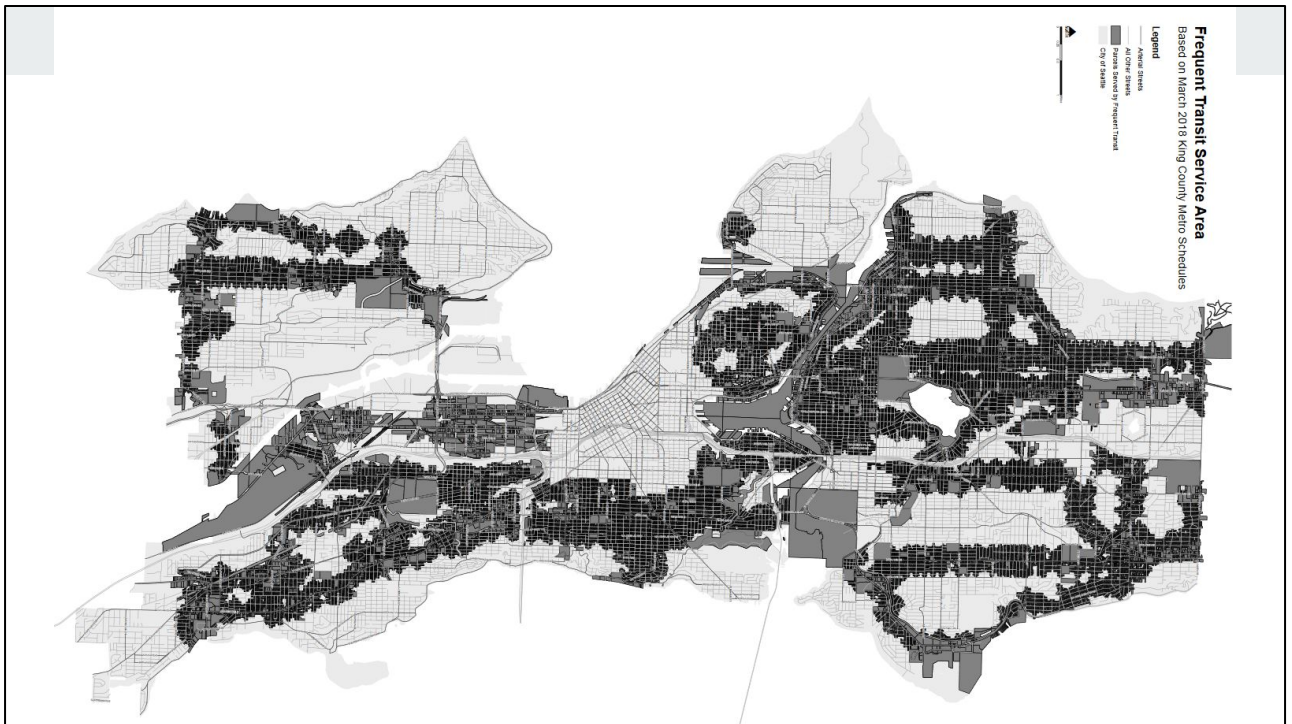 Frequent Transit Service Area
Based on March 2018 King County Metro Schedules
Legend
Arterial Streets
All Other Streets
Parcels Served by Frequent Transit
City of Seattle